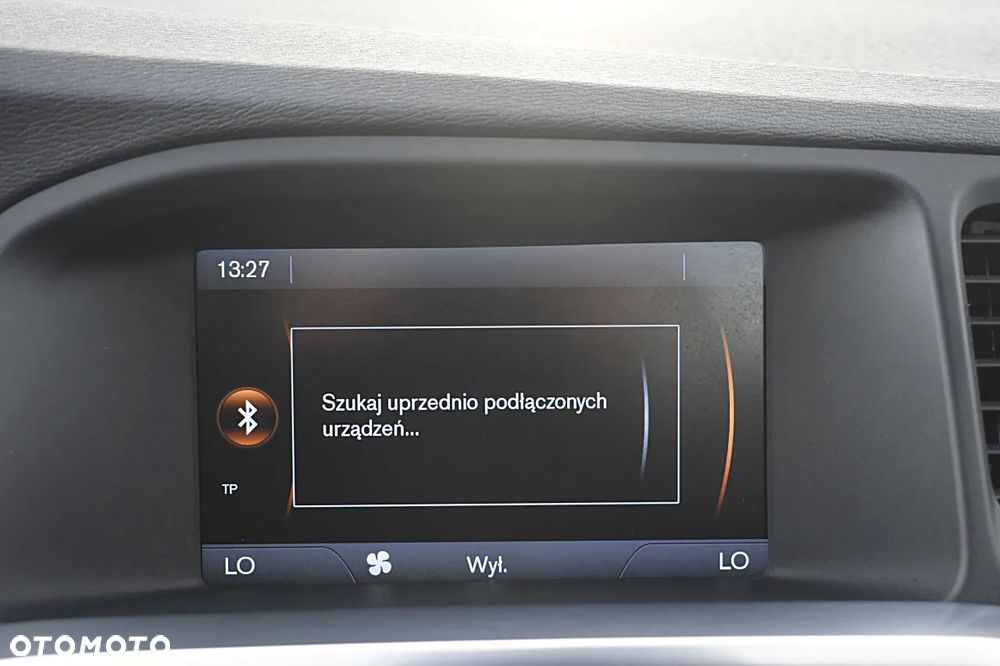 13:27
Szukaj uprzednio podłączonych
urządzeń...
TP
LO
Wył.
LO
OTOMOTO